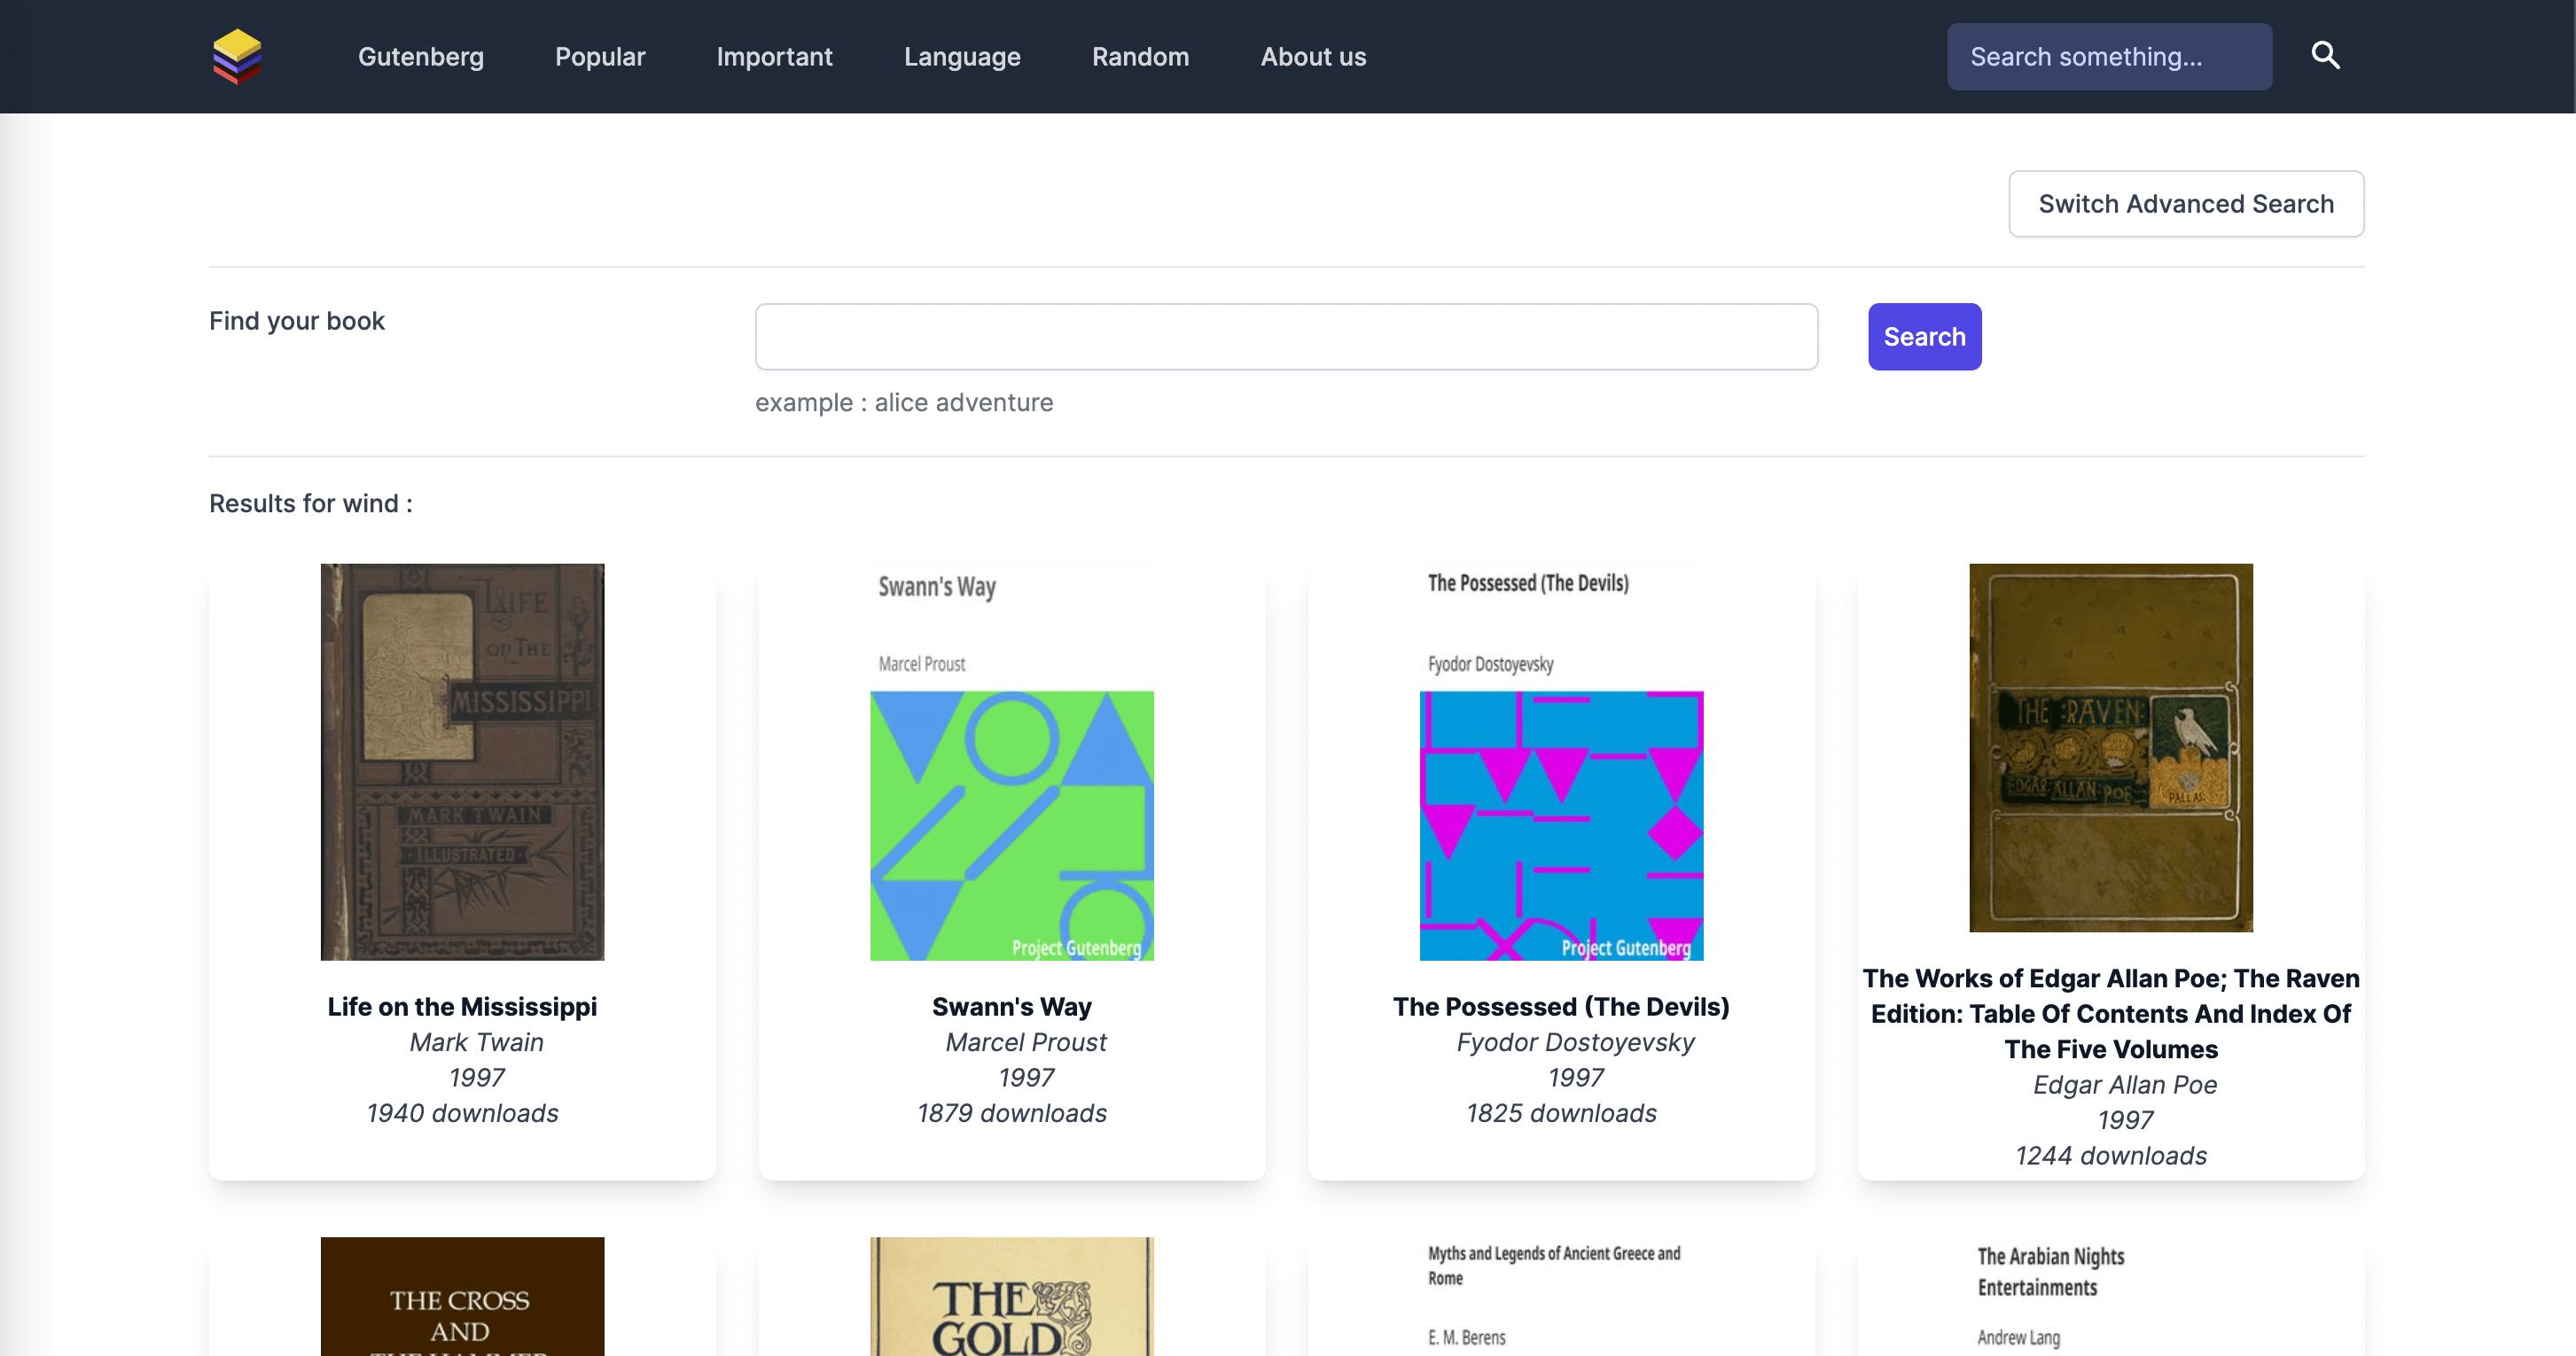 Gutenberg Popular Important Language Random About us Search something...
Switch Advanced Search
Find your book
Search
example : alice adventure
Results for wind :
LIFE
ON THE
MISSISSIPPI
MARK TWAIN
ILLUSTRATED
Life on the Mississippi
Mark Twain
1997
1940 downloads
Swann's Way
Marcel Proust
Project Gutenberg
Swann's Way
Marcel Proust
1997
1879 downloads
The Possessed (The Devils)
Fyodor Dostoyevsky
Project Gutenberg
The Possessed (The Devils)
Fyodor Dostoyevsky
1997
1825 downloads
THE RAVEN
EDGAR ALLAN POE
PALLAS
The Works of Edgar Allan Poe; The Raven
Edition: Table Of Contents And Index Of
The Five Volumes
Edgar Allan Poe
1997
1244 downloads
THE CROSS
AND
THE HAMMER
THE
GOLD
Myths and Legends of Ancient Greece and
Rome
E. M. Berens
The Arabian Nights
Entertainments
Andrew Lang